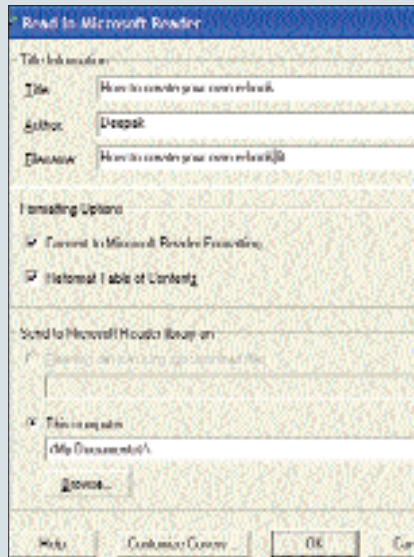 Read in Microsoft Reader
Title Information
Title: How to create your own eBook
Author: Deepak
Filename: How to create your own eBook
Formatting Options
Convert to Microsoft Reader Formatting
Reformat Table of Contents
Send to Microsoft Reader library on
This computer
\My Documents\
Browse...
Help Customize Covers... OK